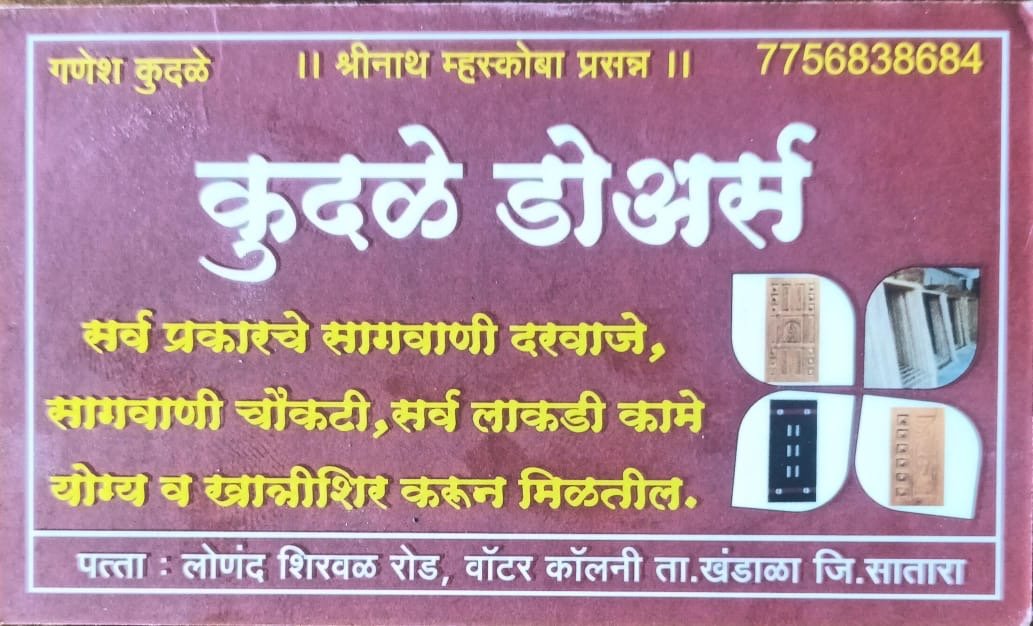 गणेश कुदळे ।। श्रीनाथ म्हस्कोबा प्रसन्न ।। 7756838684
कुदळे डोअर्स
सर्व प्रकारचे सागवाणी दरवाजे,
सागवाणी चौकटी,सर्व लाकडी कामे
योग्य व खात्रीशिर करून मिळतील.
पत्ता : लोणंद शिरवळ रोड, वॉटर कॉलनी ता.खंडाळा जि.सातारा